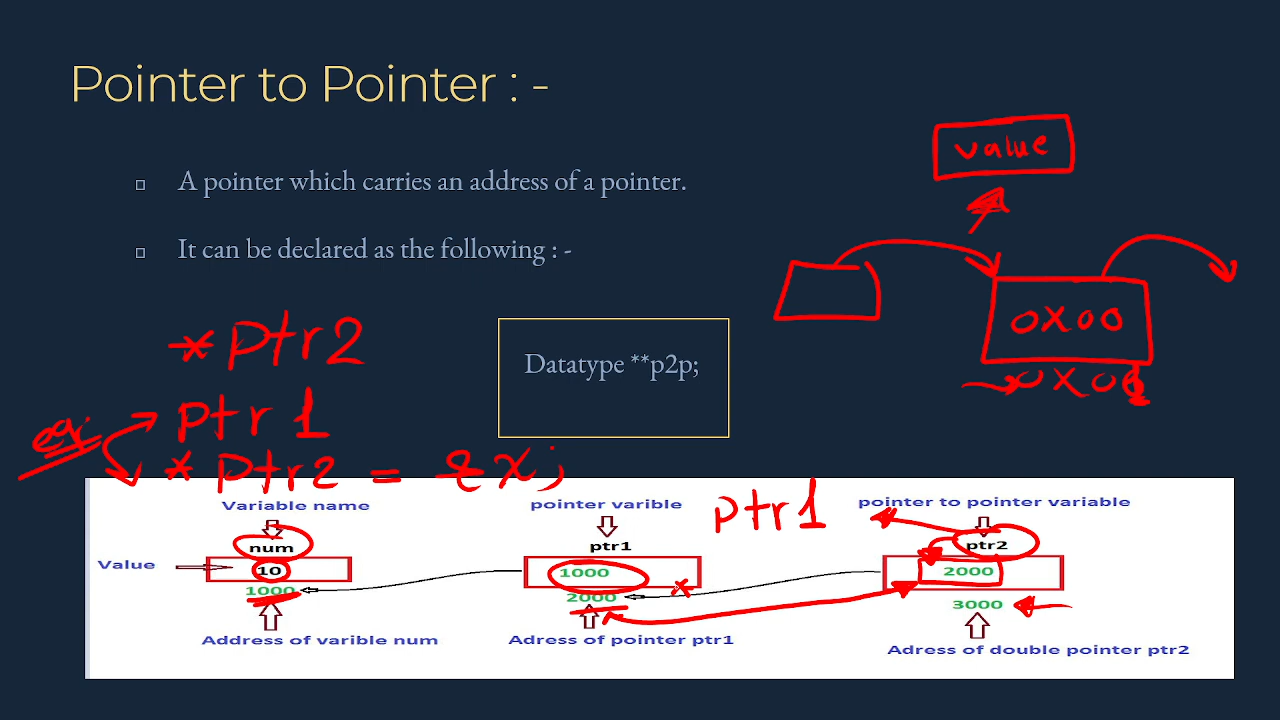 Pointer to Pointer : -
value
A pointer which carries an address of a pointer.
It can be declared as the following : -
0X00
*ptr2
Datatype **p2p;
ptr1
eq:
*ptr2 = &x;
Variable name
pointer varible
ptr1
pointer to pointer variable
num
ptr1
ptr2
Value
10
1000
2000
1000
2000
3000
Address of varible num
Adress of pointer ptr1
Adress of double pointer ptr2